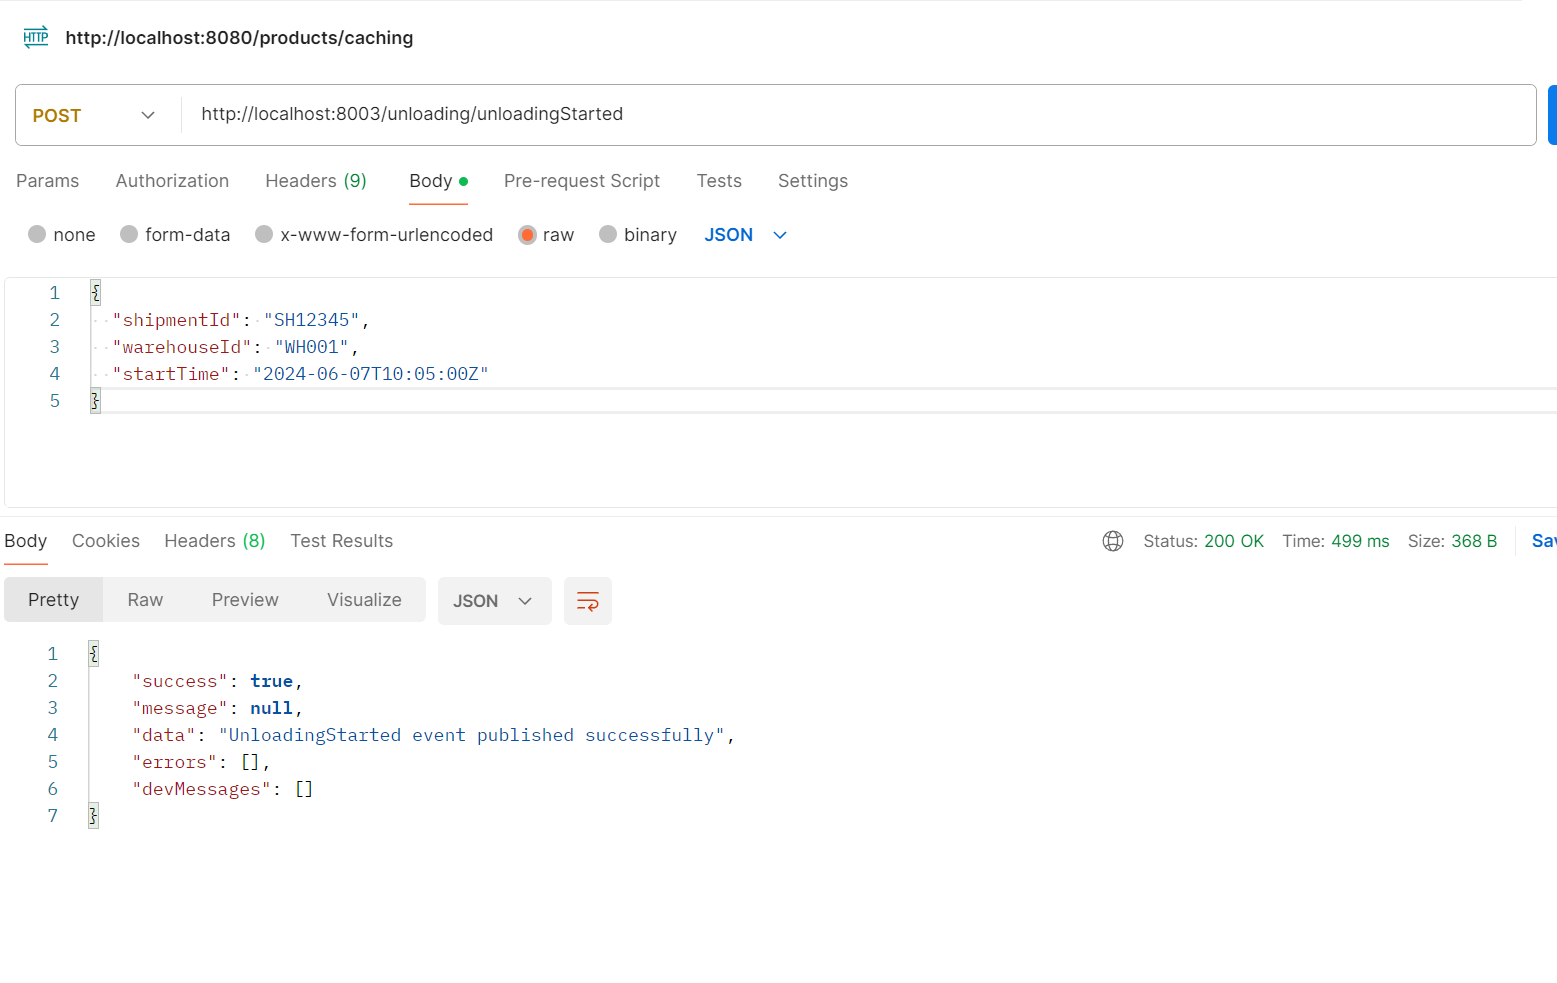 HTTP http://localhost:8080/products/caching
POST http://localhost:8003/unloading/unloadingStarted
Params Authorization Headers (9) Body Pre-request Script Tests Settings
none form-data x-www-form-urlencoded raw binary JSON
1 {
2 "shipmentId": "SH12345",
3 "warehouseId": "WH001",
4 "startTime": "2024-06-07T10:05:00Z"
5 }
Body Cookies Headers (8) Test Results Status: 200 OK Time: 499 ms Size: 368 B Sav
Pretty Raw Preview Visualize JSON
1 {
2 "success": true,
3 "message": null,
4 "data": "UnloadingStarted event published successfully",
5 "errors": [],
6 "devMessages": []
7 }